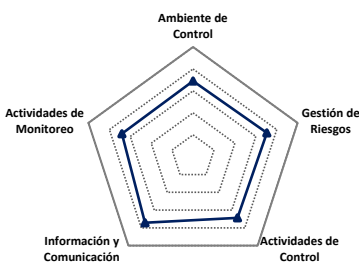 Ambiente de
Control
Actividades de
Monitoreo
Gestión de
Riesgos
Información y
Comunicación
Actividades de
Control